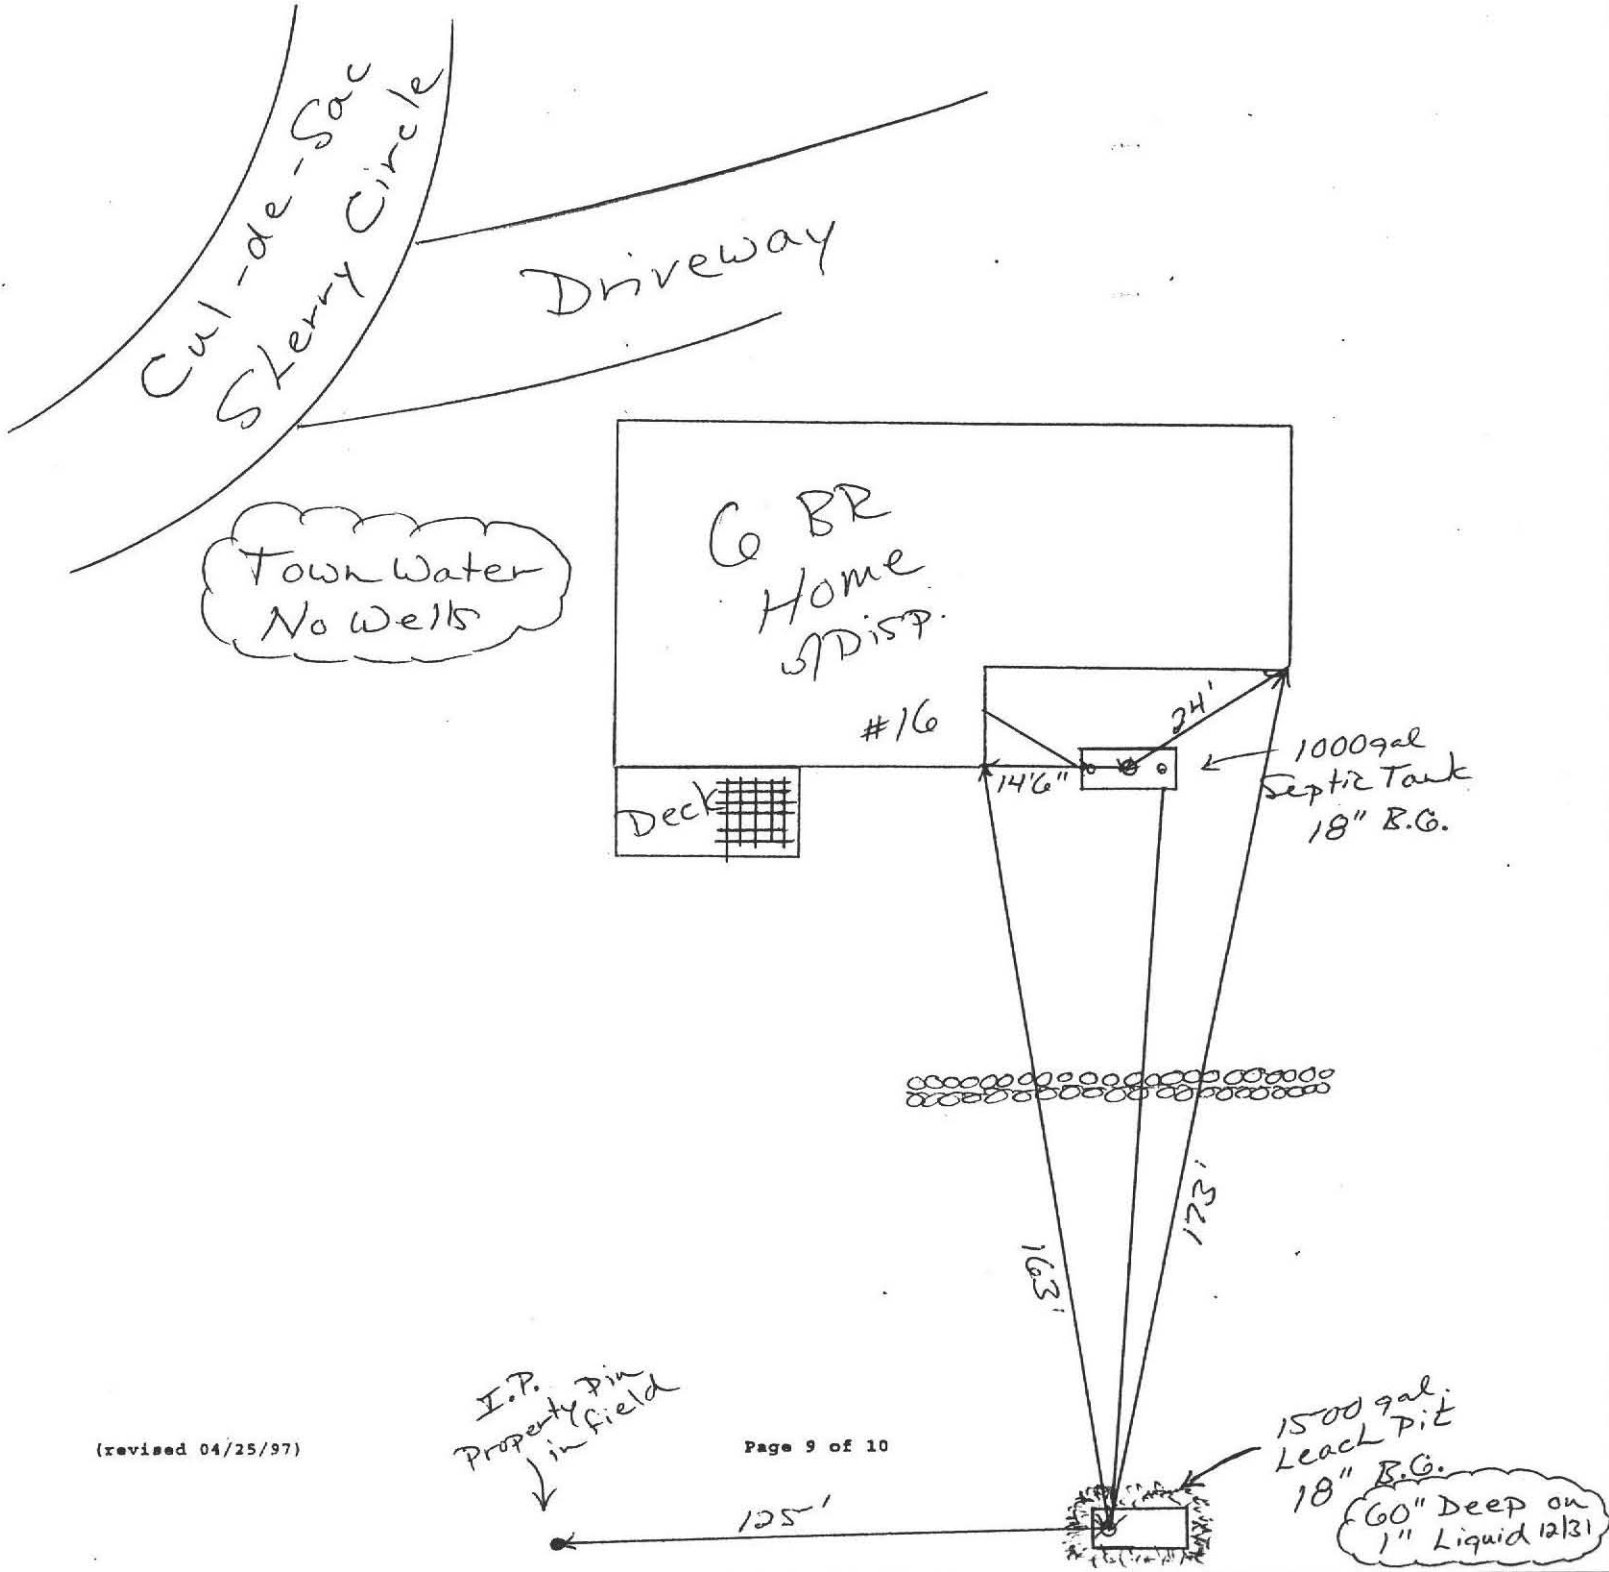 Cul-de-Sac
Skerry Circle
Driveway
Town Water
No Wells
6 BR
Home
w/Disp.
#16
Deck
24'
14'6"
1000gal
Septic Tank
18" B.G.
163'
173'
I.P.
Property Pin
in field
(revised 04/25/97)
Page 9 of 10
125'
1500 gal.
Leach Pit
18" B.G.
60" Deep on
1" Liquid 12/31